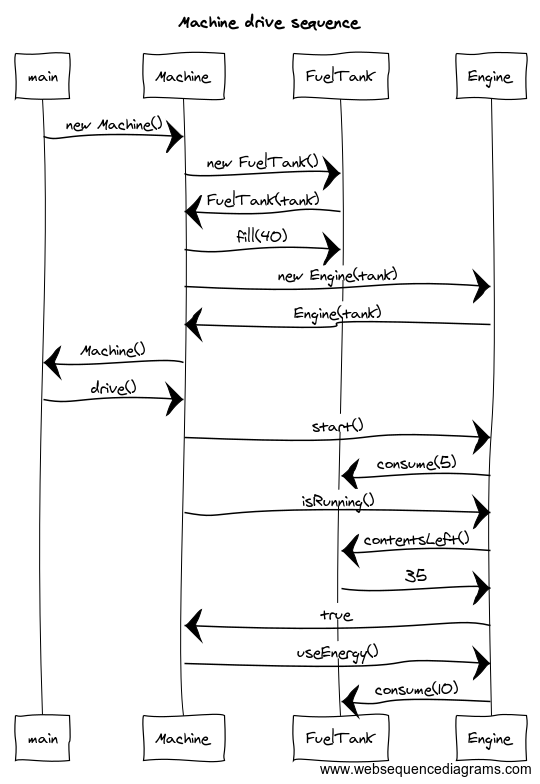 Machine drive sequence
main Machine FuelTank Engine
new Machine()
new FuelTank()
FuelTank(tank)
fill(40)
new Engine(tank)
Engine(tank)
Machine()
drive()
start()
consume(5)
isRunning()
contentsLeft()
35
true
useEnergy()
consume(10)
main Machine FuelTank Engine
www.websequencediagrams.com